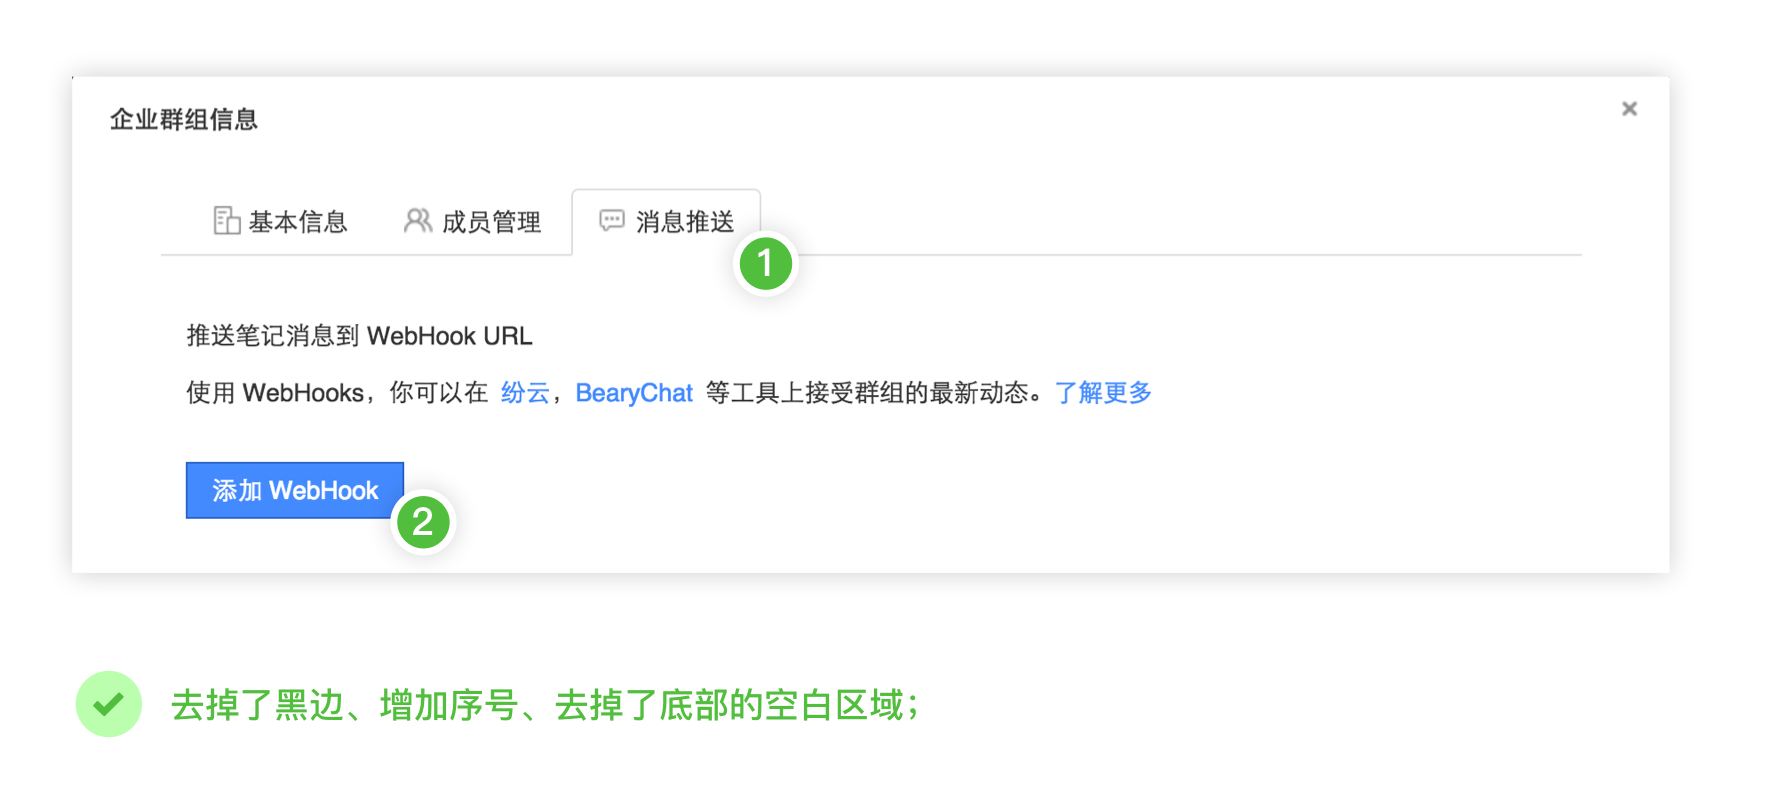 企业群组信息
基本信息 成员管理 消息推送
1
推送笔记消息到 WebHook URL
使用 WebHooks，你可以在 纷云，BearyChat 等工具上接受群组的最新动态。了解更多
添加 WebHook
2
去掉了黑边、增加序号、去掉了底部的空白区域；